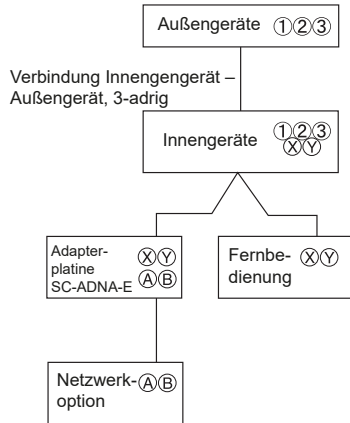 Außengeräte ①②③
Verbindung Innengengerät –
Außengerät, 3-adrig
Innengeräte ①②③
ⓍⓎ
Adapter-
platine ⓍⓎ
SC-ADNA-E ⒶⒷ
Fernbe- ⓍⓎ
dienung
Netzwerk- ⒶⒷ
option